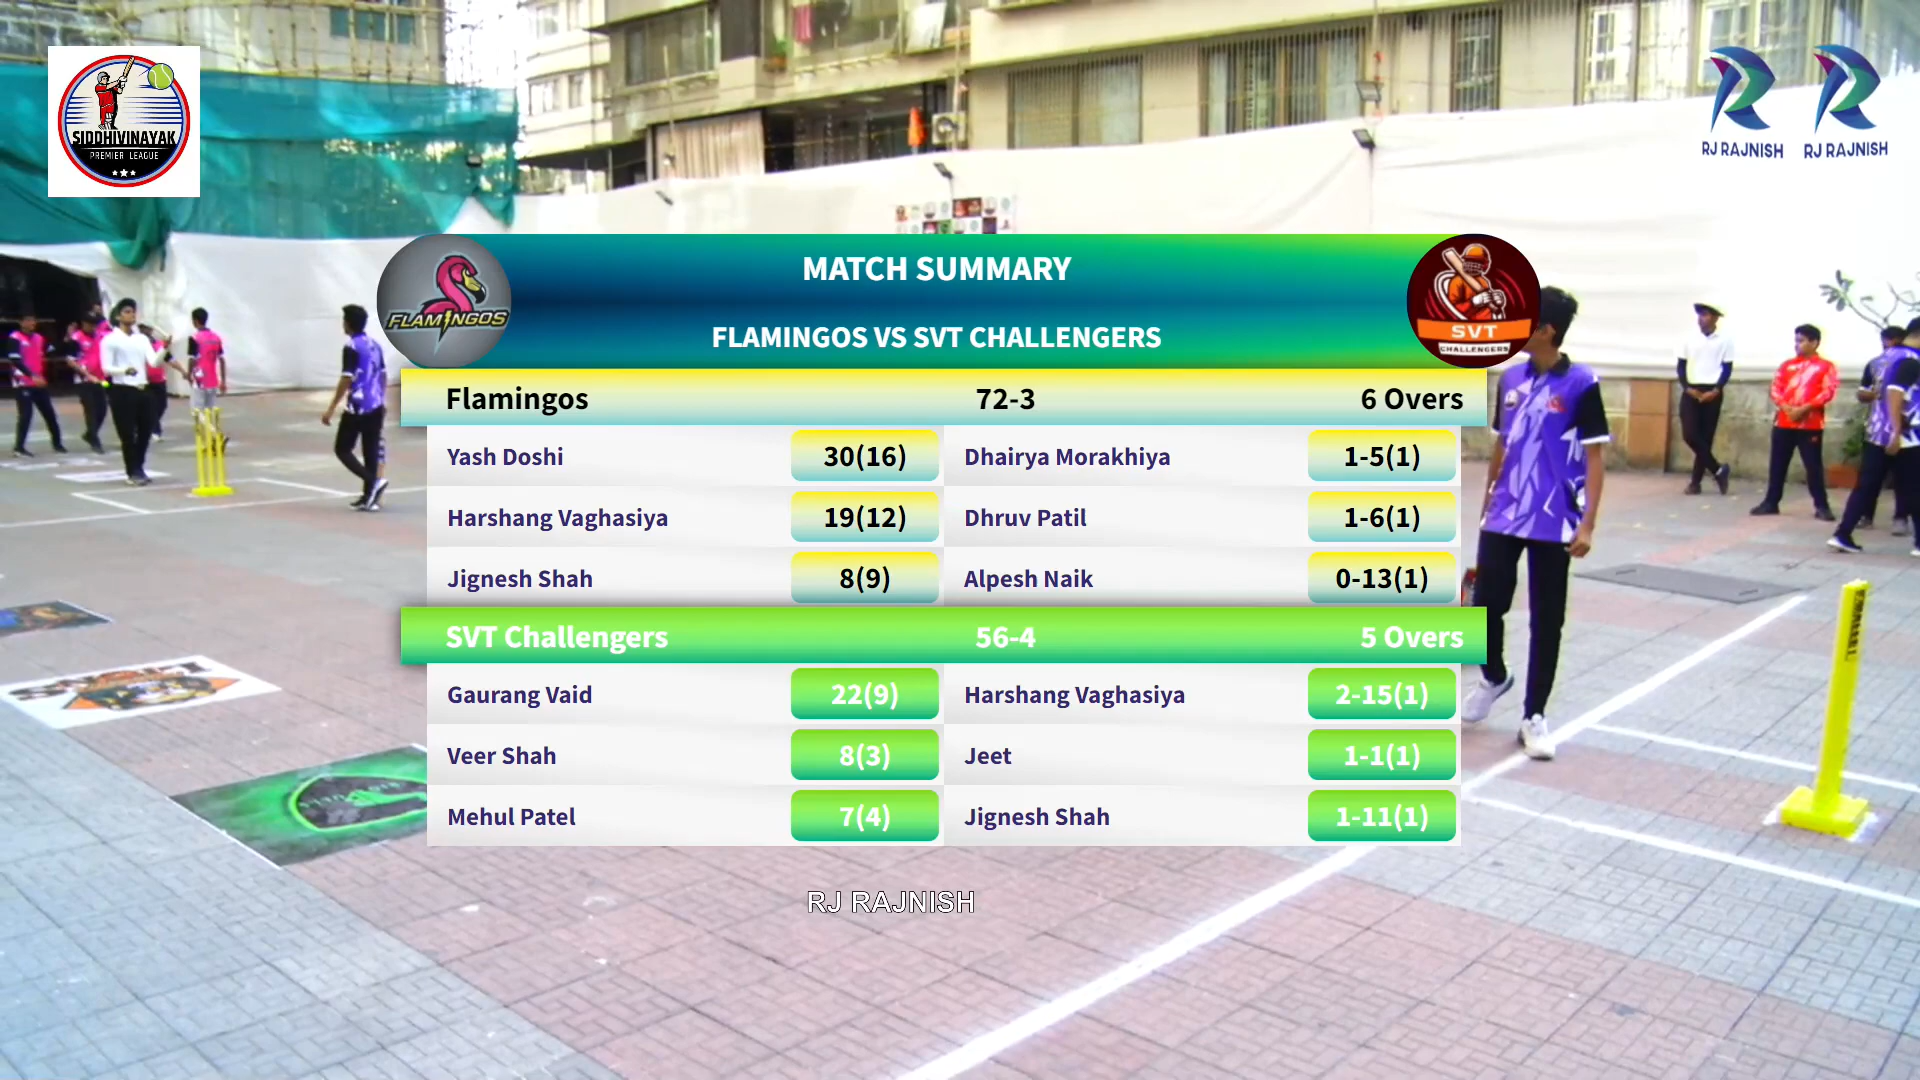 SIDDHIVINAYAK
PREMIER LEAGUE
RJ RAJNISH
RJ RAJNISH
MATCH SUMMARY
FLAMINGOS VS SVT CHALLENGERS
FLAMINGOS
SVT
CHALLENGERS
Flamingos 72-3 6 Overs
Yash Doshi 30(16) Dhairya Morakhiya 1-5(1)
Harshang Vaghasiya 19(12) Dhruv Patil 1-6(1)
Jignesh Shah 8(9) Alpesh Naik 0-13(1)
SVT Challengers 56-4 5 Overs
Gaurang Vaid 22(9) Harshang Vaghasiya 2-15(1)
Veer Shah 8(3) Jeet 1-1(1)
Mehul Patel 7(4) Jignesh Shah 1-11(1)
RJ RAJNISH